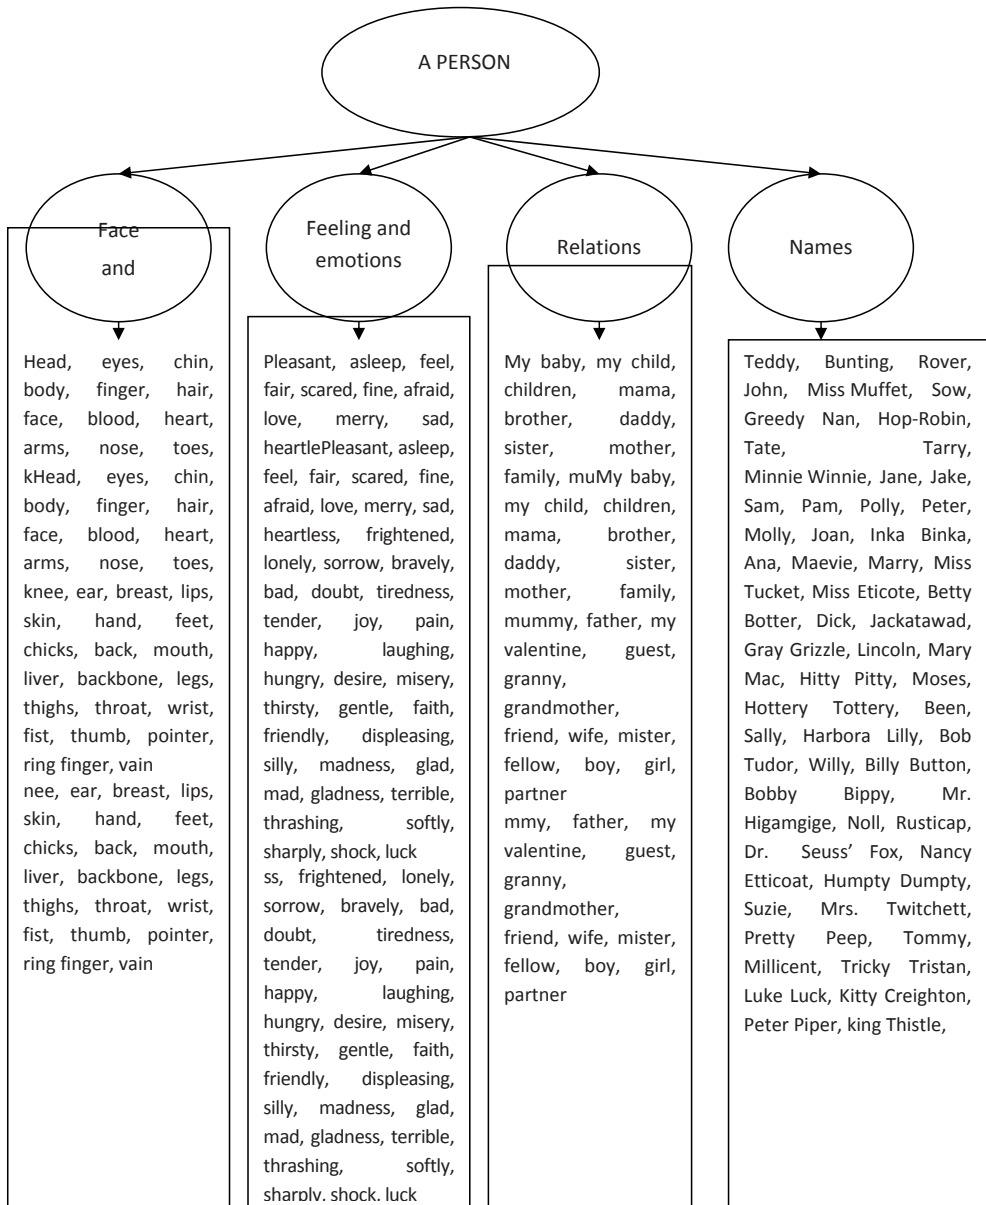 A PERSON
Face
and
Feeling and
emotions
Relations
Names
Head, eyes, chin,
body, finger, hair,
face, blood, heart,
arms, nose, toes,
kHead, eyes, chin,
body, finger, hair,
face, blood, heart,
arms, nose, toes,
knee, ear, breast, lips,
skin, hand, feet,
chicks, back, mouth,
liver, backbone, legs,
thighs, throat, wrist,
fist, thumb, pointer,
ring finger, vain
nee, ear, breast, lips,
skin, hand, feet,
chicks, back, mouth,
liver, backbone, legs,
thighs, throat, wrist,
fist, thumb, pointer,
ring finger, vain
Pleasant, asleep, feel,
fair, scared, fine, afraid,
love, merry, sad,
heartlePleasant, asleep,
feel, fair, scared, fine,
afraid, love, merry, sad,
heartless, frightened,
lonely, sorrow, bravely,
bad, doubt, tiredness,
tender, joy, pain,
happy, laughing,
hungry, desire, misery,
thirsty, gentle, faith,
friendly, displeasing,
silly, madness, glad,
mad, gladness, terrible,
thrashing, softly,
sharply, shock, luck
ss, frightened, lonely,
sorrow, bravely, bad,
doubt, tiredness,
tender, joy, pain,
happy, laughing,
hungry, desire, misery,
thirsty, gentle, faith,
friendly, displeasing,
silly, madness, glad,
mad, gladness, terrible,
thrashing, softly,
sharply, shock, luck
My baby, my child,
children, mama,
brother, daddy,
sister, mother,
family, muMy baby,
my child, children,
mama, brother,
daddy, sister,
mother, family,
mummy, father, my
valentine, guest,
granny,
grandmother,
friend, wife, mister,
fellow, boy, girl,
partner
mmy, father, my
valentine, guest,
granny,
grandmother,
friend, wife, mister,
fellow, boy, girl,
partner
Teddy, Bunting, Rover,
John, Miss Muffet, Sow,
Greedy Nan, Hop-Robin,
Tate, Tarry,
Minnie Winnie, Jane, Jake,
Sam, Pam, Polly, Peter,
Molly, Joan, Inka Binka,
Ana, Maevie, Marry, Miss
Tucket, Miss Eticote, Betty
Botter, Dick, Jackatawad,
Gray Grizzle, Lincoln, Mary
Mac, Hitty Pitty, Moses,
Hottery Tottery, Been,
Sally, Harbora Lilly, Bob
Tudor, Willy, Billy Button,
Bobby Bippy, Mr.
Higamgige, Noll, Rusticap,
Dr. Seuss’ Fox, Nancy
Etticoat, Humpty Dumpty,
Suzie, Mrs. Twitchett,
Pretty Peep, Tommy,
Millicent, Tricky Tristan,
Luke Luck, Kitty Creighton,
Peter Piper, king Thistle,